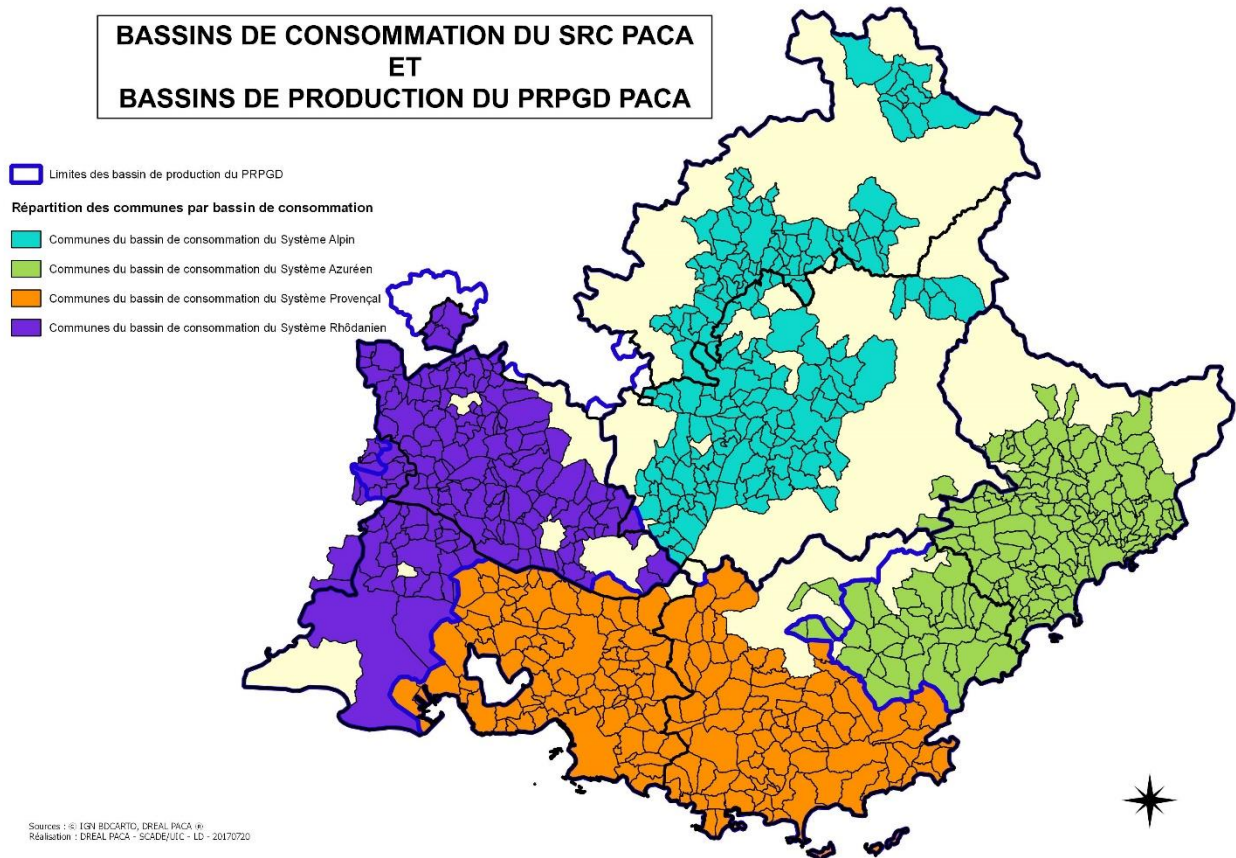 BASSINS DE CONSOMMATION DU SRC PACA
ET
BASSINS DE PRODUCTION DU PRPGD PACA
Limites des bassin de production du PRPGD
Répartition des communes par bassin de consommation
Communes du bassin de consommation du Système Alpin
Communes du bassin de consommation du Système Azuréen
Communes du bassin de consommation du Système Provençal
Communes du bassin de consommation du Système Rhôdanien
Sources : © IGN BDCARTO, DREAL PACA ®
Réalisation : DREAL PACA - SCADE/UIC - LD - 20170720